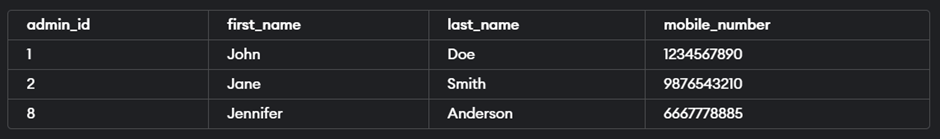 admin_id first_name last_name mobile_number
1 John Doe 1234567890
2 Jane Smith 9876543210
8 Jennifer Anderson 6667778885